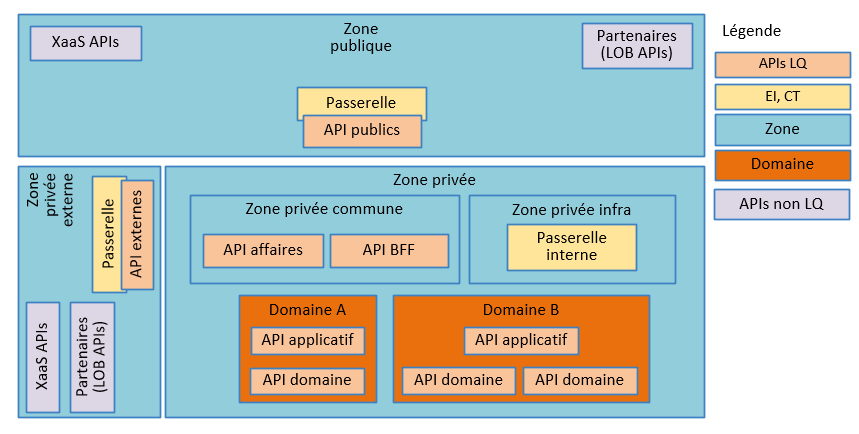 Zone
publique
XaaS APIs
Partenaires
(LOB APIs)
Passerelle
API publics
Légende
APIs LQ
EI, CT
Zone
Domaine
APIs non LQ
Zone
privée
externe
Passerelle
API externes
XaaS APIs
Partenaires
(LOB APIs)
Zone privée
Zone privée commune
API affaires
API BFF
Zone privée infra
Passerelle
interne
Domaine A
API applicatif
API domaine
Domaine B
API applicatif
API domaine
API domaine